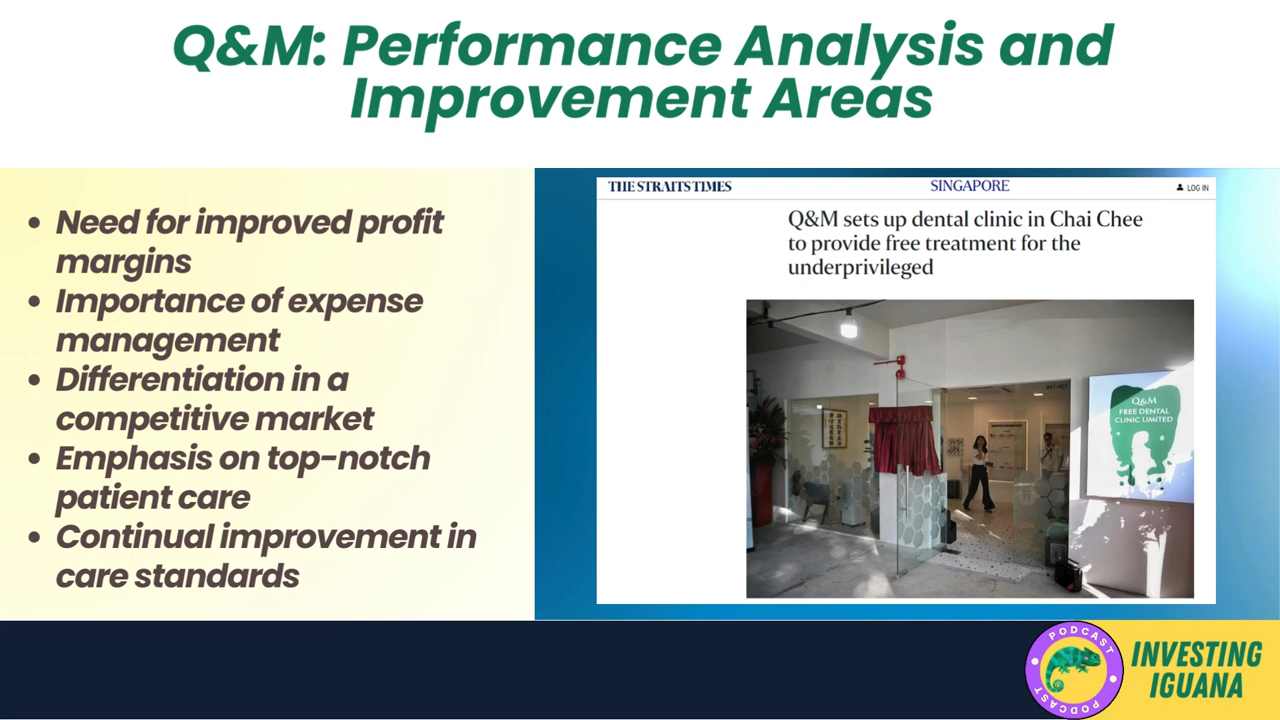 Q&M: Performance Analysis and
Improvement Areas
• Need for improved profit
margins
• Importance of expense
management
• Differentiation in a
competitive market
• Emphasis on top-notch
patient care
• Continual improvement in
care standards
THE STRAITS TIMES
SINGAPORE
LOG IN
Q&M sets up dental clinic in Chai Chee
to provide free treatment for the
underprivileged
Q&M
FREE DENTAL
CLINIC LIMITED
PODCAST
PODCAST
INVESTING
IGUANA